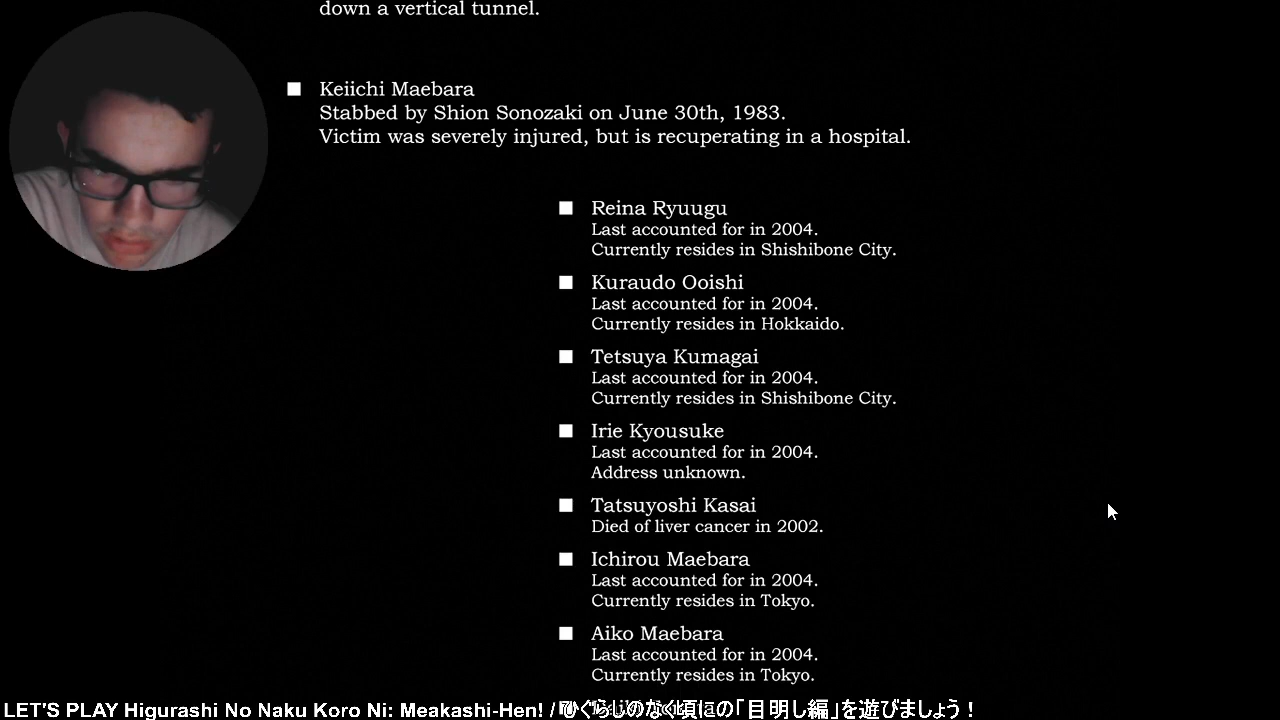 down a vertical tunnel.
Keiichi Maebara
Stabbed by Shion Sonozaki on June 30th, 1983.
Victim was severely injured, but is recuperating in a hospital.
Reina Ryuugu
Last accounted for in 2004.
Currently resides in Shishibone City.
Kuraudo Ooishi
Last accounted for in 2004.
Currently resides in Hokkaido.
Tetsuya Kumagai
Last accounted for in 2004.
Currently resides in Shishibone City.
Irie Kyousuke
Last accounted for in 2004.
Address unknown.
Tatsuyoshi Kasai
Died of liver cancer in 2002.
Ichirou Maebara
Last accounted for in 2004.
Currently resides in Tokyo.
Aiko Maebara
Last accounted for in 2004.
Currently resides in Tokyo.
LET'S PLAY Higurashi No Naku Koro Ni: Meakashi-Hen! / ひぐらしのなく頃にの「目明し編」を遊びましょう！